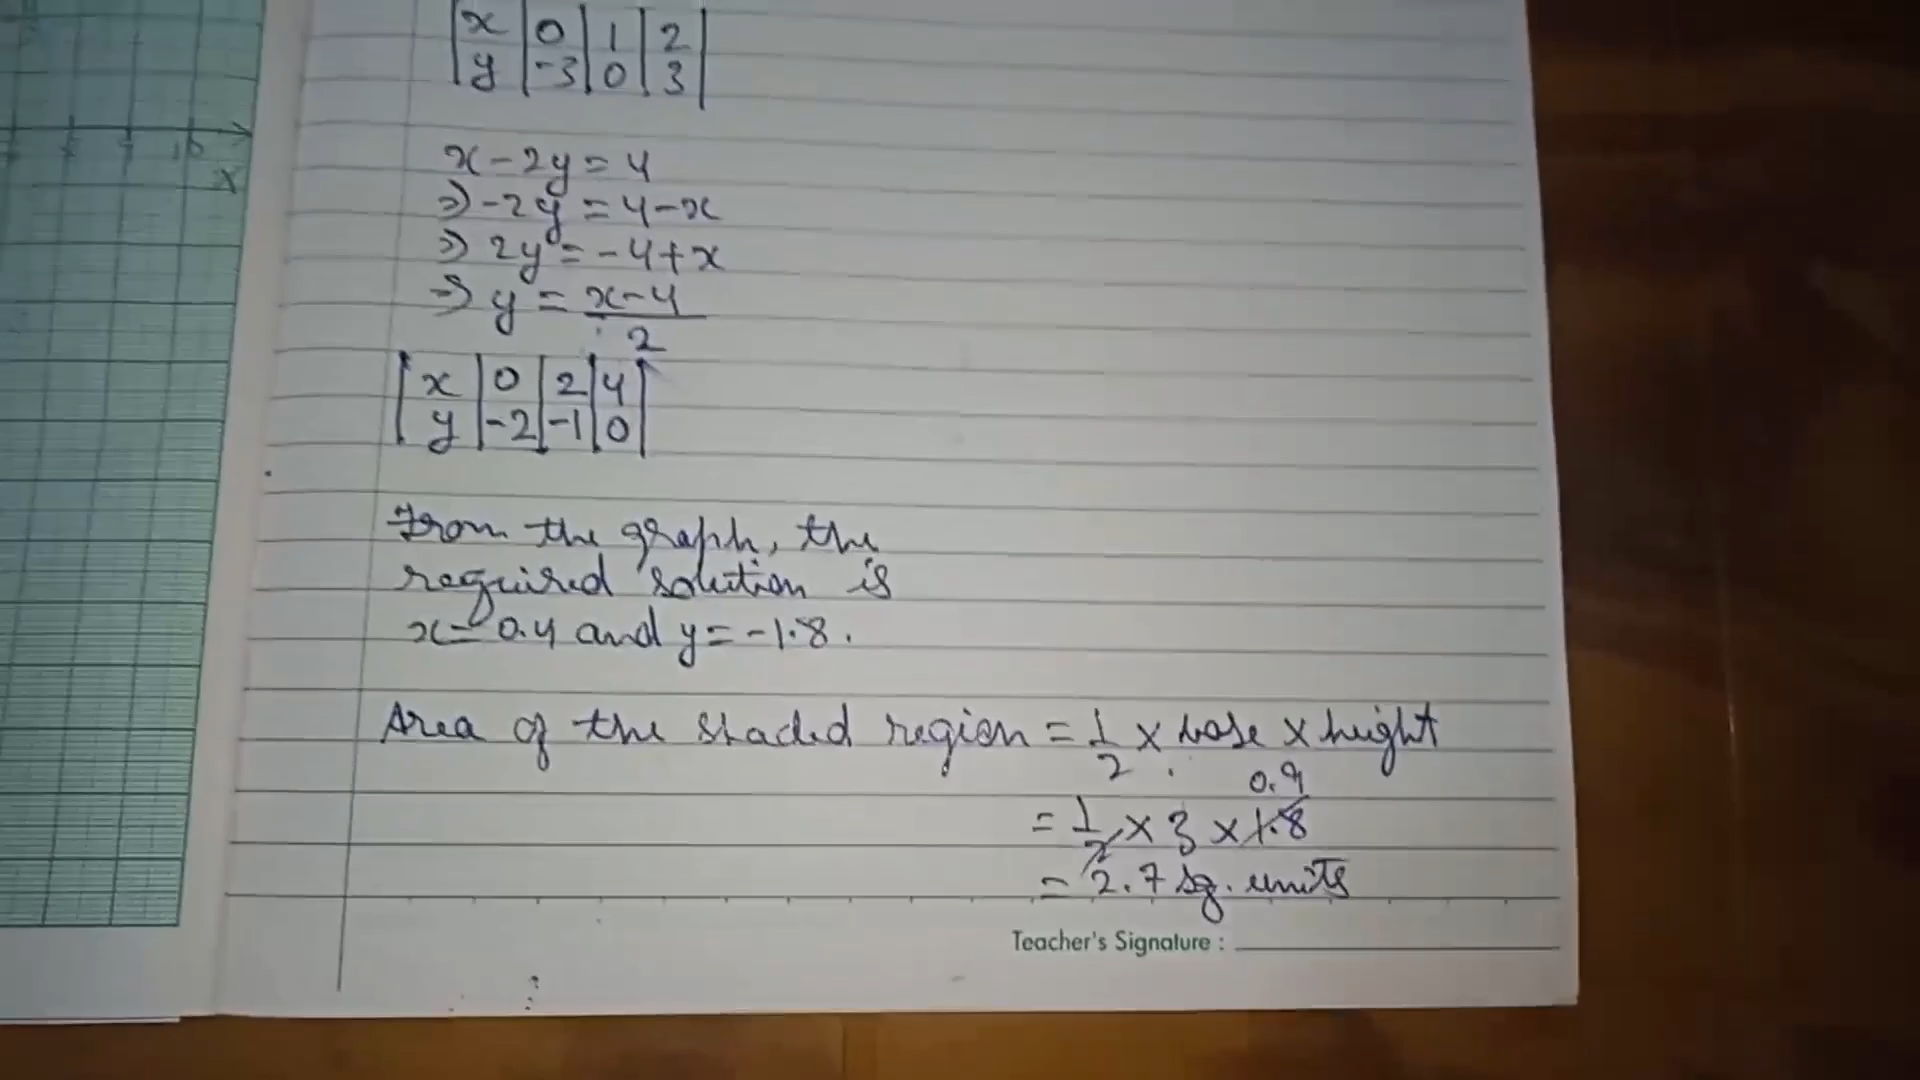 x 0 1 2
y -3 0 3
10
X
x-2y=4
⇒-2y=4-x
⇒ 2y=-4+x
⇒ y = x-4
2
x 0 2 4
y -2 -1 0
From the graph, the
required solution is
x=0.4 and y=-1.8.
Area of the shaded region = 1/2 × base × height
0.9
= 1/2 × 3 × 1.8
= 2.7 sq. units
Teacher's Signature :